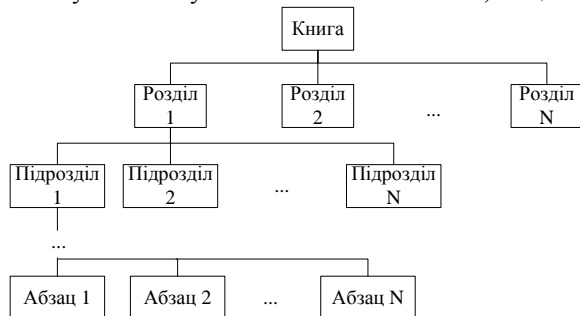 Книга
Розділ Розділ Розділ
1 2 ... N
Підрозділ Підрозділ Підрозділ
1 2 ... N
...
Абзац 1 Абзац 2 ... Абзац N